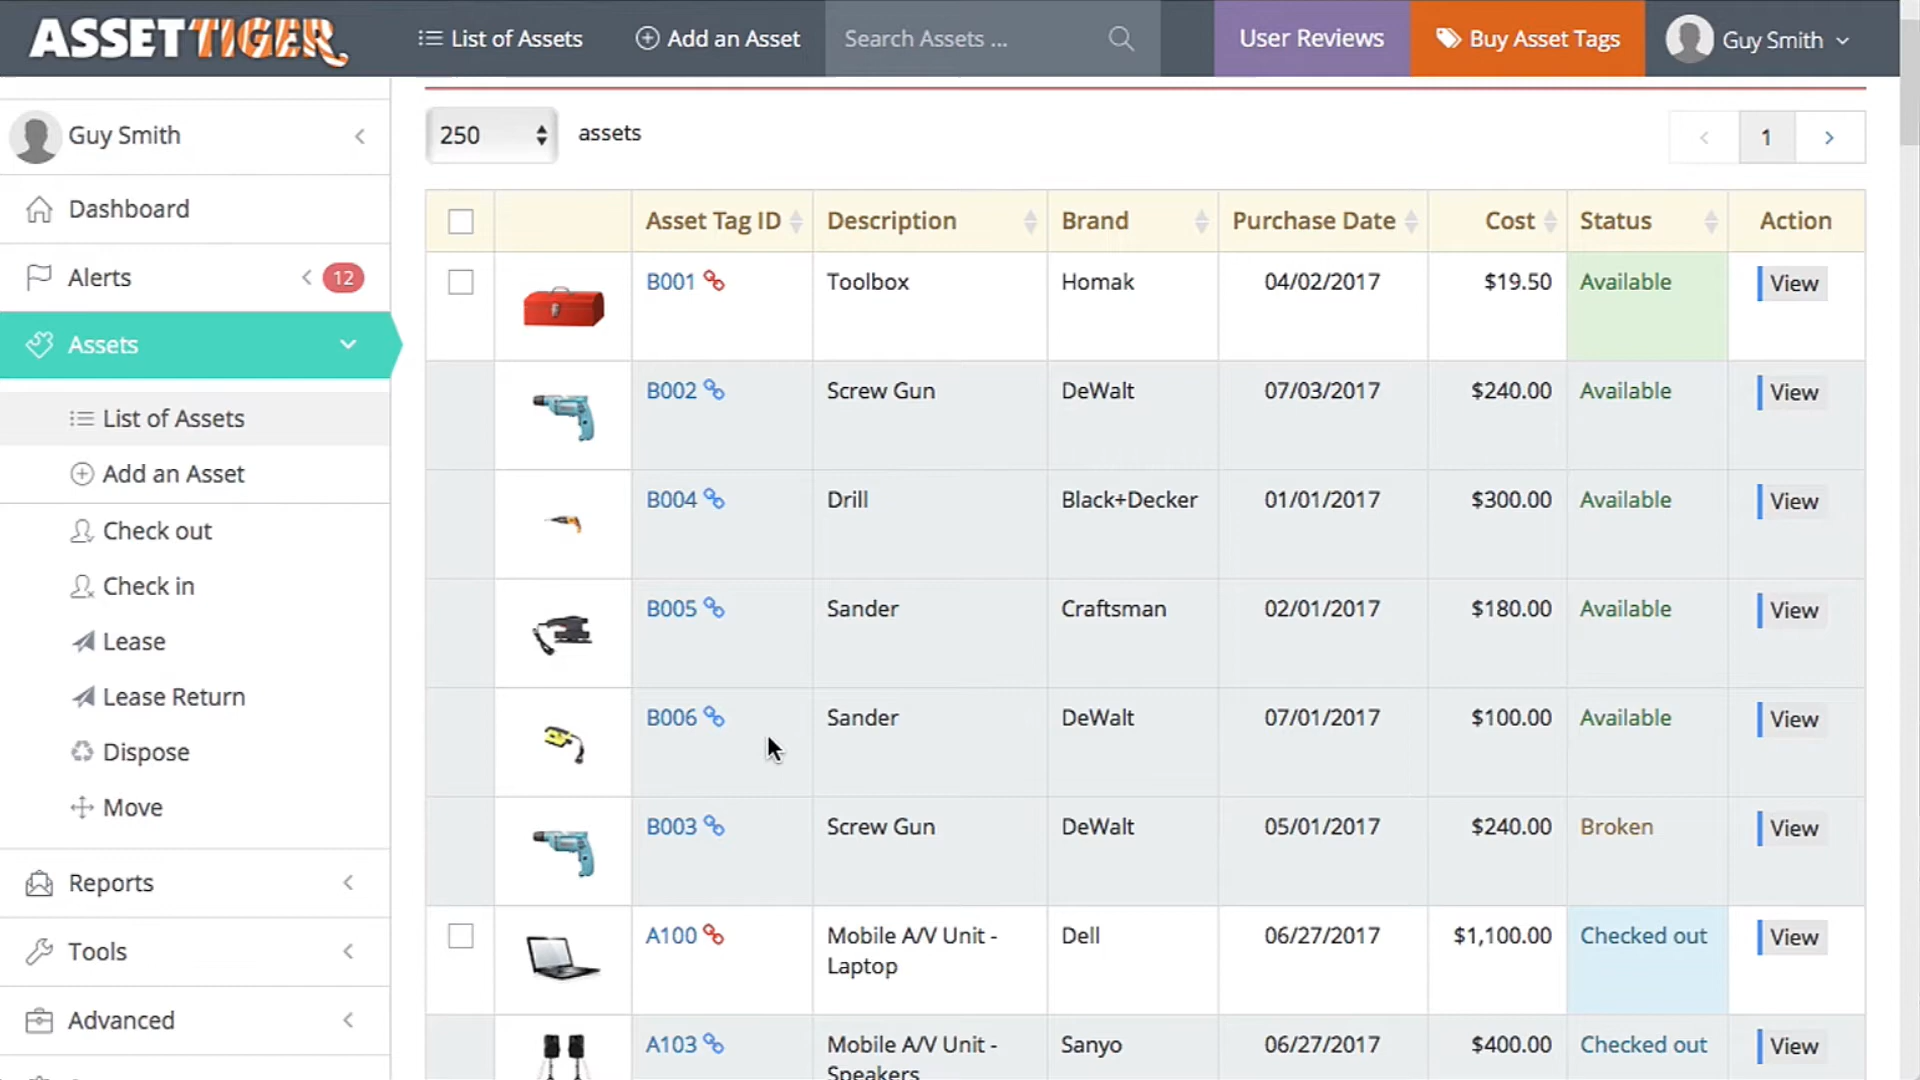 ASSETTIGER
List of Assets
Add an Asset
Search Assets ...
User Reviews
Buy Asset Tags
Guy Smith
Guy Smith
Dashboard
Alerts 12
Assets
List of Assets
Add an Asset
Check out
Check in
Lease
Lease Return
Dispose
Move
Reports
Tools
Advanced
250 assets
1
Asset Tag ID Description Brand Purchase Date Cost Status Action
B001 Toolbox Homak 04/02/2017 $19.50 Available View
B002 Screw Gun DeWalt 07/03/2017 $240.00 Available View
B004 Drill Black+Decker 01/01/2017 $300.00 Available View
B005 Sander Craftsman 02/01/2017 $180.00 Available View
B006 Sander DeWalt 07/01/2017 $100.00 Available View
B003 Screw Gun DeWalt 05/01/2017 $240.00 Broken View
A100 Mobile A/V Unit - Dell 06/27/2017 $1,100.00 Checked out View
Laptop
A103 Mobile A/V Unit - Sanyo 06/27/2017 $400.00 Checked out View
Speakers